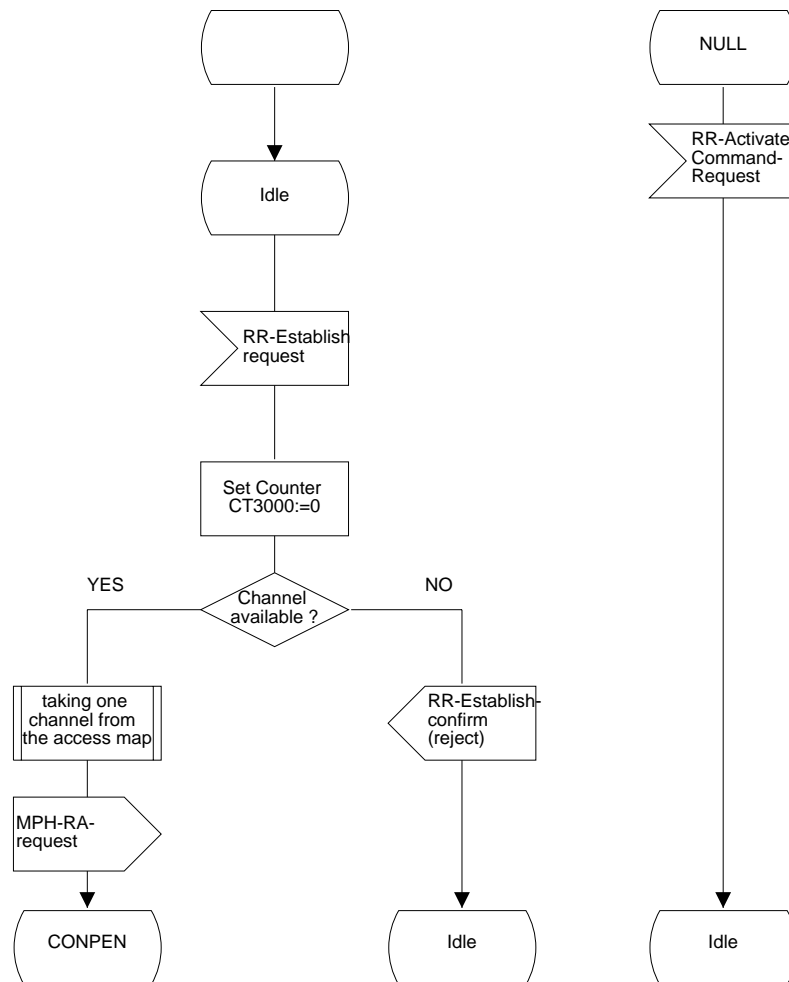 NULL
RR-Activate
Command-
Request
Idle
RR-Establish
request
Set Counter
CT3000:=0
YES
NO
Channel
available ?
taking one
channel from
the access map
RR-Establish-
confirm
(reject)
MPH-RA-
request
CONPEN
Idle
Idle